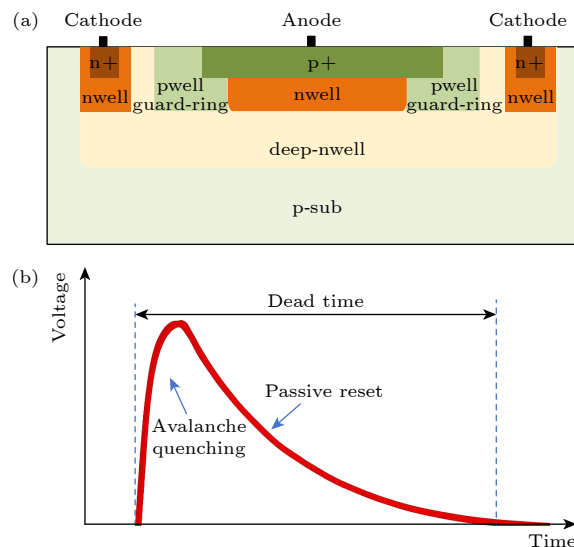 (a)
Cathode
Anode
Cathode
n+
p+
n+
nwell
pwell
guard-ring
nwell
pwell
guard-ring
nwell
deep-nwell
p-sub
(b)
Voltage
Dead time
Passive reset
Avalanche
quenching
Time